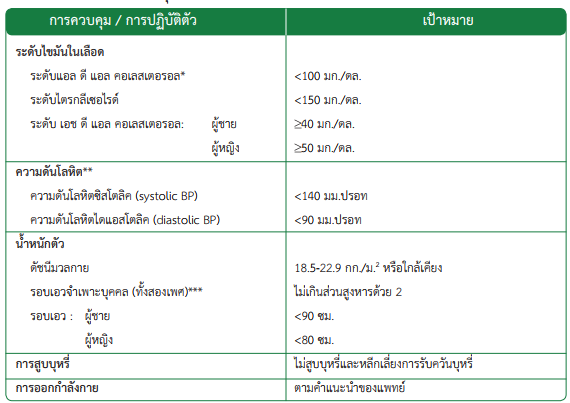 การควบคุม / การปฏิบัติตัว เป้าหมาย
ระดับไขมันในเลือด
ระดับแอล ดี แอล คอเลสเตอรอล* <100 มก./ดล.
ระดับไตรกลีเซอไรด์ <150 มก./ดล.
ระดับ เอช ดี แอล คอเลสเตอรอล: ผู้ชาย ≥40 มก./ดล.
ผู้หญิง ≥50 มก./ดล.
ความดันโลหิต**
ความดันโลหิตซิสโตลิค (systolic BP) <140 มม.ปรอท
ความดันโลหิตไดแอสโตลิค (diastolic BP) <90 มม.ปรอท
น้ำหนักตัว
ดัชนีมวลกาย 18.5-22.9 กก./ม.² หรือใกล้เคียง
รอบเอวจำเพาะบุคคล (ทั้งสองเพศ)*** ไม่เกินส่วนสูงหารด้วย 2
รอบเอว : ผู้ชาย <90 ซม.
ผู้หญิง <80 ซม.
การสูบบุหรี่ ไม่สูบบุหรี่และหลีกเลี่ยงการรับควันบุหรี่
การออกกำลังกาย ตามคำแนะนำของแพทย์